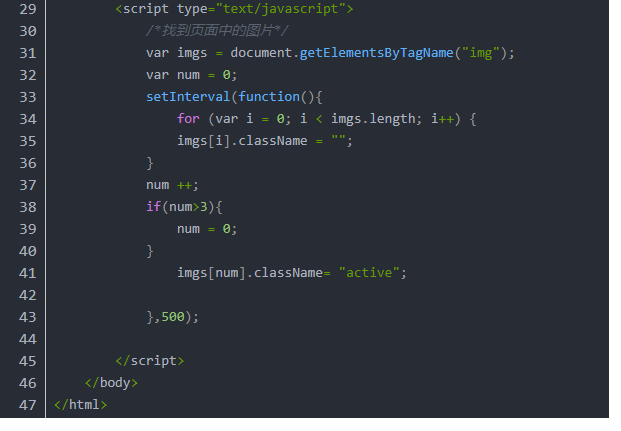 29 <script type="text/javascript">
30 /*找到页面中的图片*/
31 var imgs = document.getElementsByTagName("img");
32 var num = 0;
33 setInterval(function(){
34 for (var i = 0; i < imgs.length; i++) {
35 imgs[i].className = "";
36 }
37 num ++;
38 if(num>3){
39 num = 0;
40 }
41 imgs[num].className= "active";
42
43 },500);
44
45 </script>
46 </body>
47 </html>